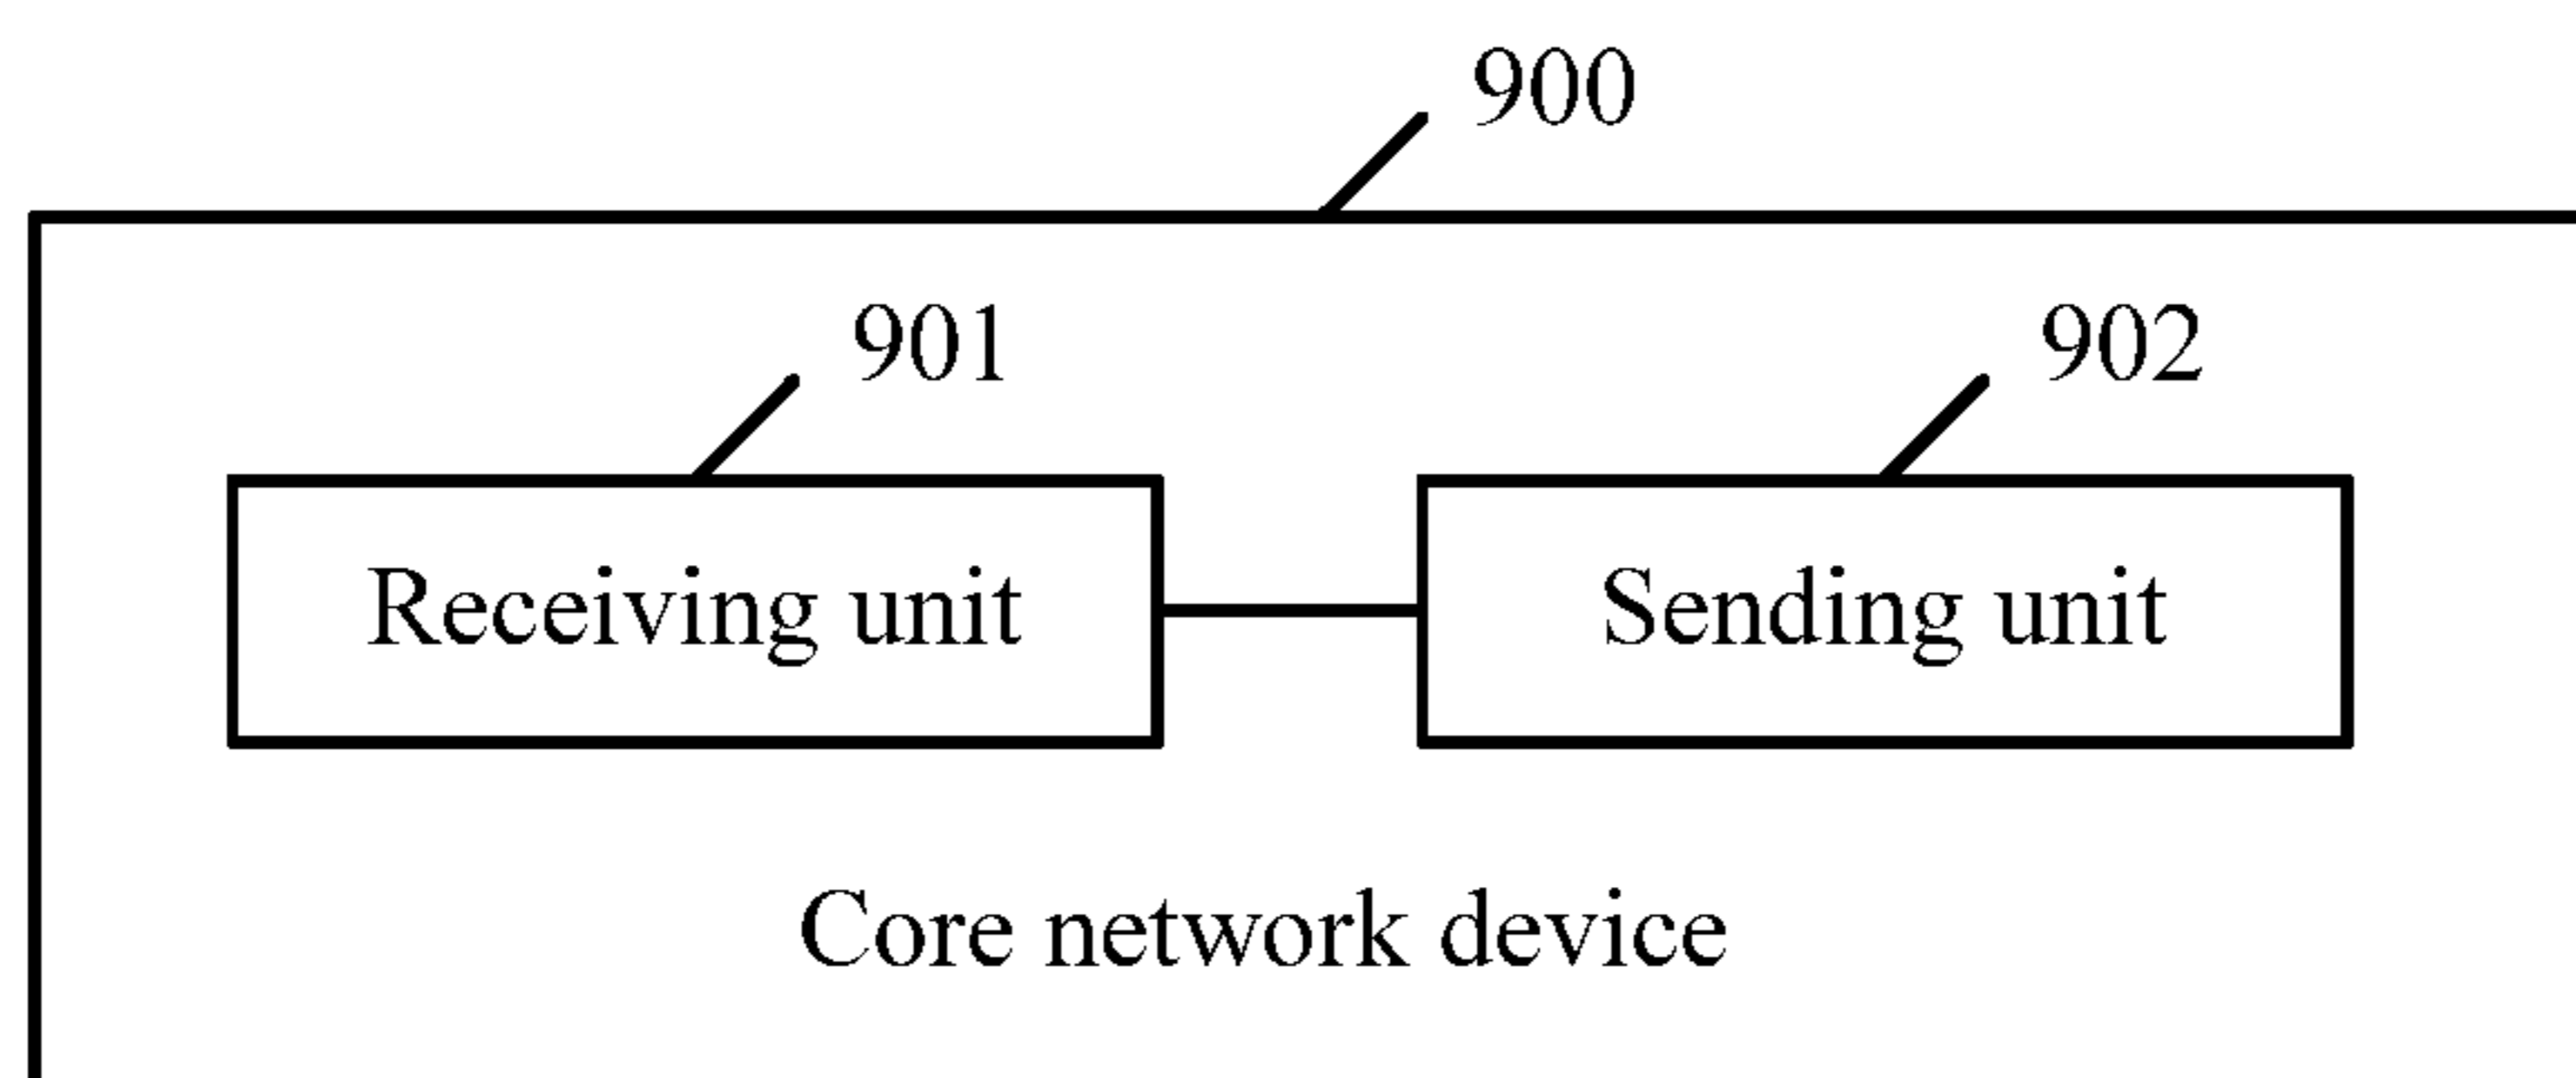 900
901
902
Receiving unit
Sending unit
Core network device